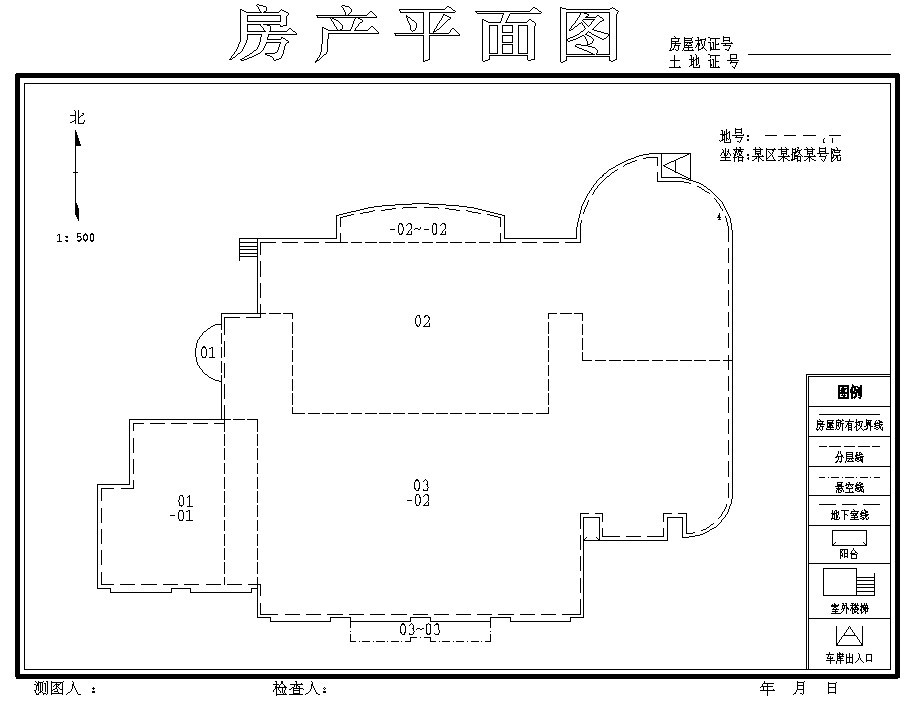 房产平面图
房屋权证号
土地证号
北
1：500
地号：
坐落：某区某路某号院
4
-02~-02
02
01
03
-02
01
-01
03~03
图例
房屋所有权界线
分层线
悬空线
地下室线
阳台
室外楼梯
车库出入口
测图人：
检查人：
年 月 日